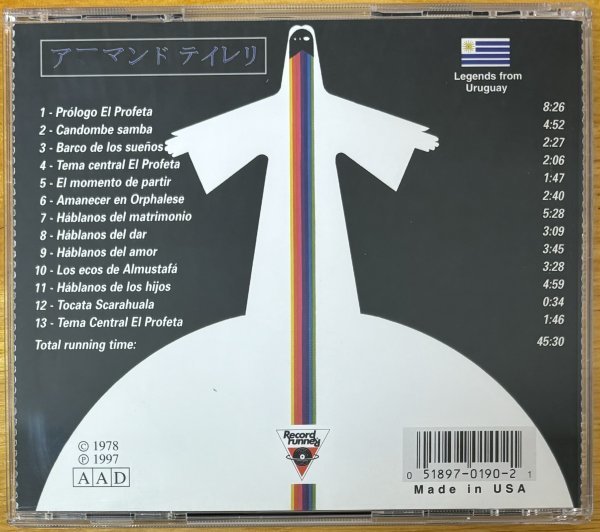 アーマンド テイレリ
Legends from
Uruguay
1 - Prólogo El Profeta 8:26
2 - Candombe samba 4:52
3 - Barco de los sueños 2:27
4 - Tema central El Profeta 2:06
5 - El momento de partir 1:47
6 - Amanecer en Orphalese 2:40
7 - Háblanos del matrimonio 5:28
8 - Háblanos del dar 3:09
9 - Háblanos del amor 3:45
10 - Los ecos de Almustafá 3:28
11 - Háblanos de los hijos 4:59
12 - Tocata Scarahuala 0:34
13 - Tema Central El Profeta 1:46
Total running time: 45:30
© 1978
℗ 1997
AAD
Record
runner
0 51897-0190-2 1
Made in USA